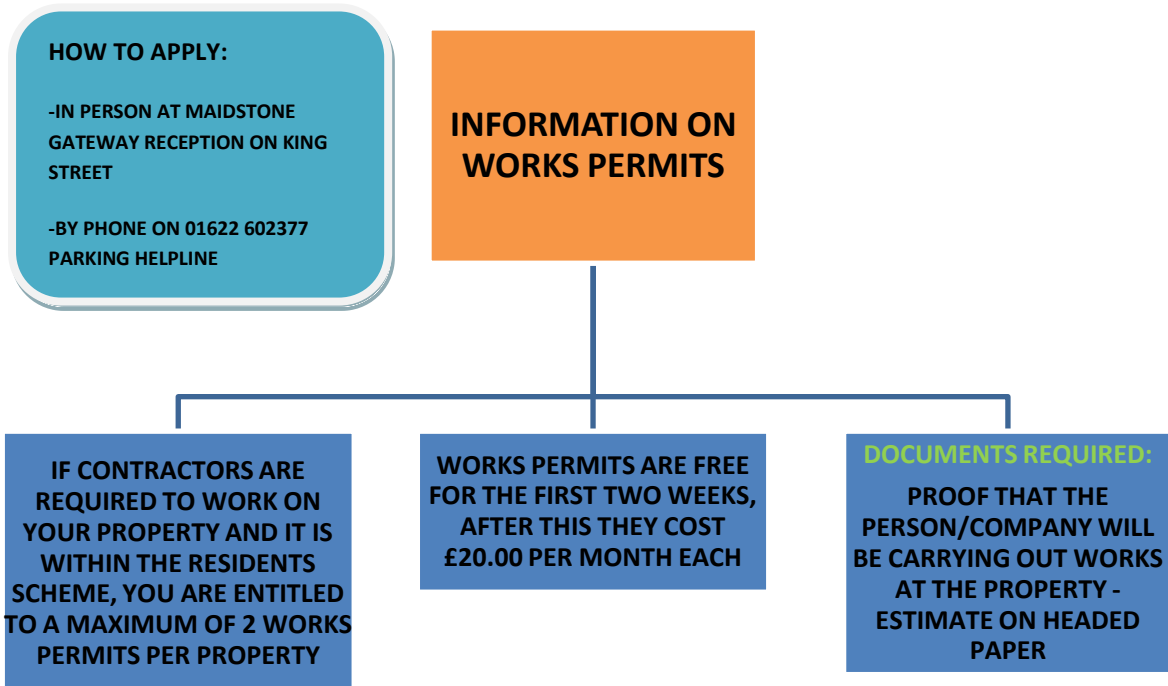 HOW TO APPLY:
-IN PERSON AT MAIDSTONE
GATEWAY RECEPTION ON KING
STREET
-BY PHONE ON 01622 602377
PARKING HELPLINE
INFORMATION ON
WORKS PERMITS
IF CONTRACTORS ARE
REQUIRED TO WORK ON
YOUR PROPERTY AND IT IS
WITHIN THE RESIDENTS
SCHEME, YOU ARE ENTITLED
TO A MAXIMUM OF 2 WORKS
PERMITS PER PROPERTY
WORKS PERMITS ARE FREE
FOR THE FIRST TWO WEEKS,
AFTER THIS THEY COST
£20.00 PER MONTH EACH
DOCUMENTS REQUIRED:
PROOF THAT THE
PERSON/COMPANY WILL
BE CARRYING OUT WORKS
AT THE PROPERTY -
ESTIMATE ON HEADED
PAPER